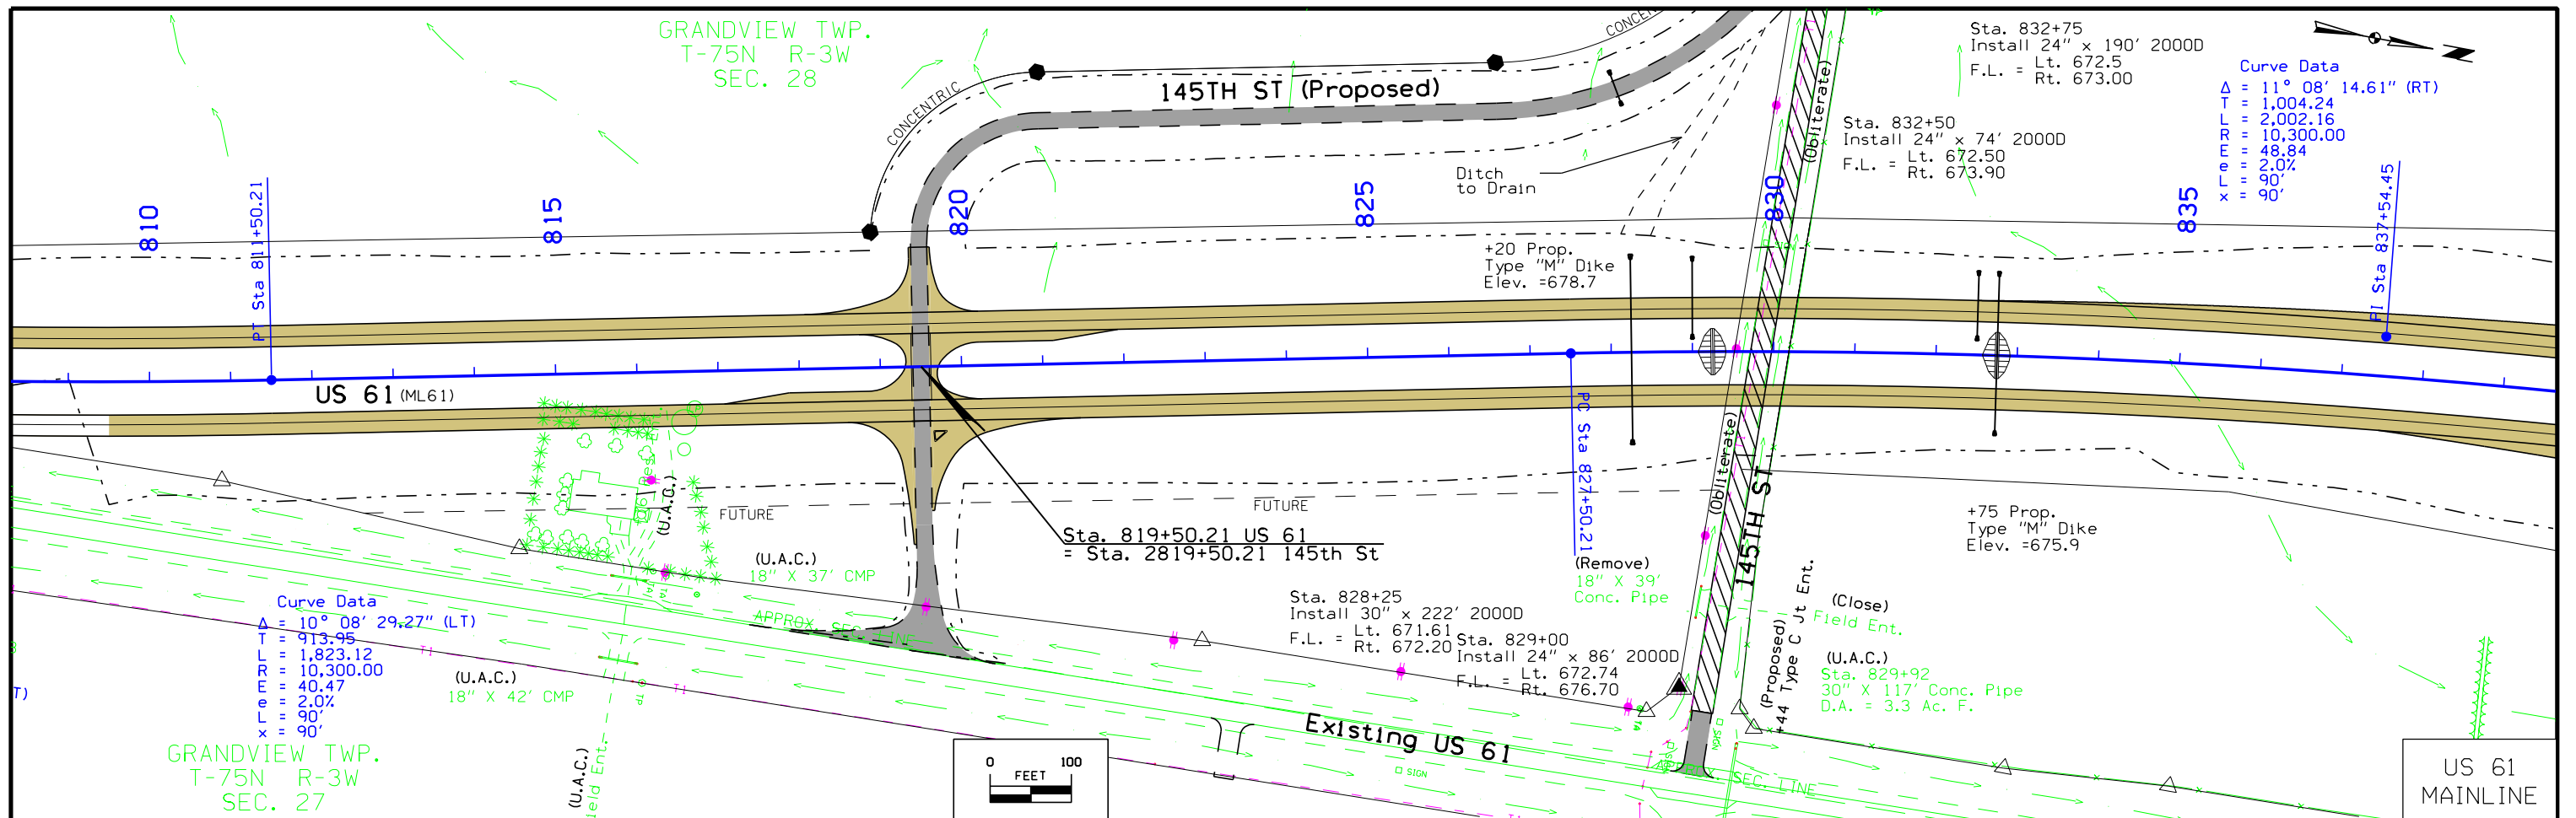 GRANDVIEW TWP.
T-75N R-3W
SEC. 28
CONCENTRIC
145TH ST (Proposed)
Ditch
to Drain
(Obliterate)
Sta. 832+75
Install 24" x 190' 2000D
F.L. = Lt. 672.5
Rt. 673.00
Sta. 832+50
Install 24" x 74' 2000D
F.L. = Lt. 672.50
Rt. 673.90
Curve Data
Δ = 11° 08' 14.61" (RT)
T = 1,004.24
L = 2,002.16
R = 10,300.00
E = 48.84
e = 2.0%
L = 90'
x = 90'
810
PT Sta 811+50.21
815
820
825
830
835
PI Sta 837+54.45
+20 Prop.
Type "M" Dike
Elev. =678.7
US 61 (ML61)
PC Sta 827+50.21
(Obliterate)
145TH ST
(U.A.C.)
FUTURE
FUTURE
Sta. 819+50.21 US 61
= Sta. 2819+50.21 145th St
+75 Prop.
Type "M" Dike
Elev. =675.9
(U.A.C.)
18" X 37' CMP
(Remove)
18" X 39'
Conc. Pipe
APPROX. SEC. LINE
Sta. 828+25
Install 30" x 222' 2000D
F.L. = Lt. 671.61
Rt. 672.20
Sta. 829+00
Install 24" x 86' 2000D
F.L. = Lt. 672.74
Rt. 676.70
(Proposed)
+44 Type C Jt Ent.
(Close)
Field Ent.
(U.A.C.)
Sta. 829+92
30" X 117' Conc. Pipe
D.A. = 3.3 Ac. F.
Curve Data
Δ = 10° 08' 29.27" (LT)
T = 913.95
L = 1,823.12
R = 10,300.00
E = 40.47
e = 2.0%
L = 90'
x = 90'
(U.A.C.)
18" X 42' CMP
GRANDVIEW TWP.
T-75N R-3W
SEC. 27
(U.A.C.)
Existing US 61
SIGN
SIGN
SEC. LINE
0 100
FEET
US 61
MAINLINE